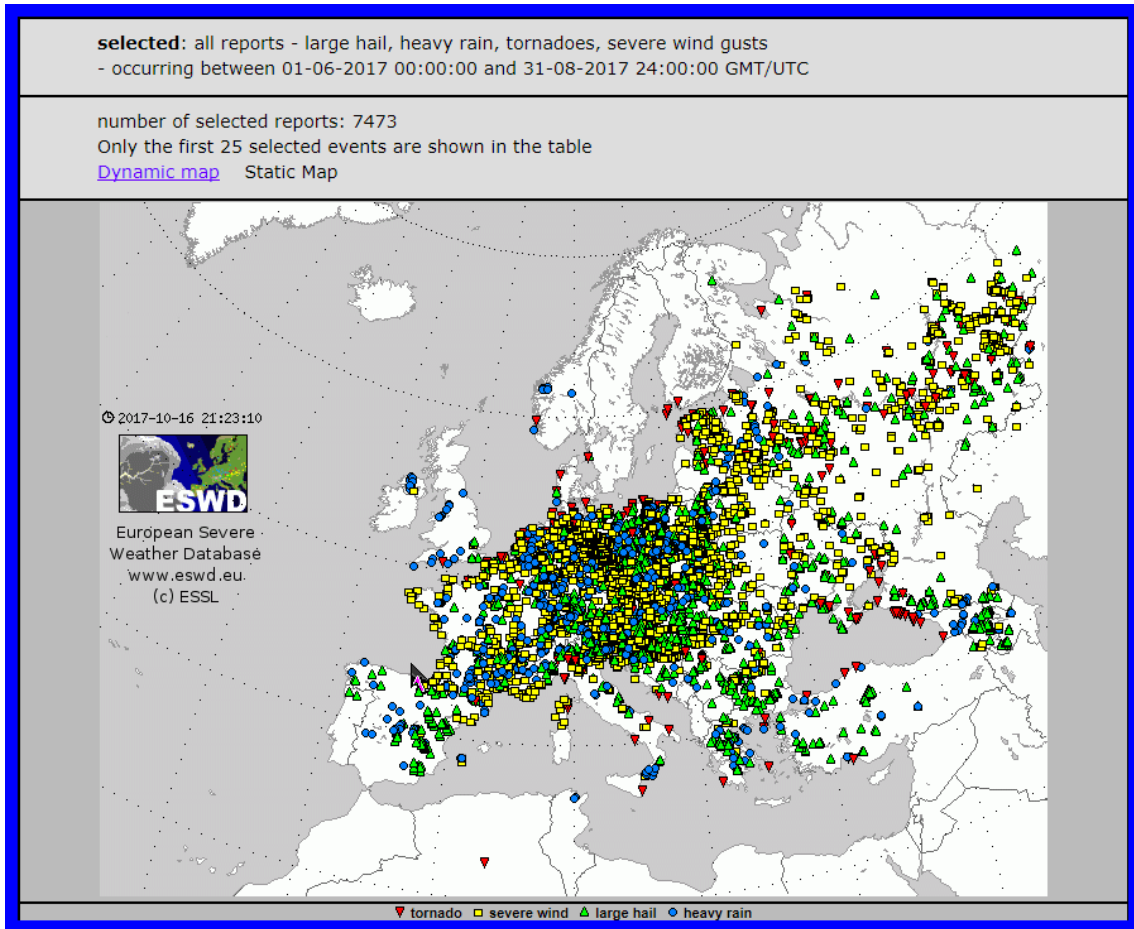 selected: all reports - large hail, heavy rain, tornadoes, severe wind gusts
- occurring between 01-06-2017 00:00:00 and 31-08-2017 24:00:00 GMT/UTC
number of selected reports: 7473
Only the first 25 selected events are shown in the table
Dynamic map Static Map
2017-10-16 21:23:10
ESWD
European Severe
Weather Database
www.eswd.eu
(c) ESSL
tornado severe wind large hail heavy rain